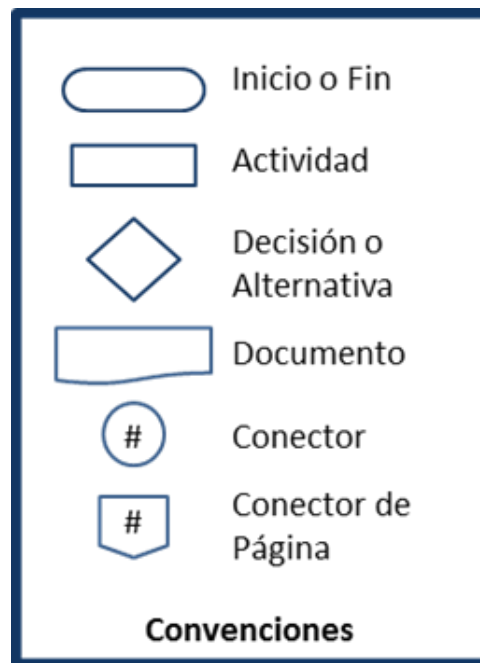 Inicio o Fin
Actividad
Decisión o
Alternativa
Documento
#
Conector
#
Conector de
Página
Convenciones